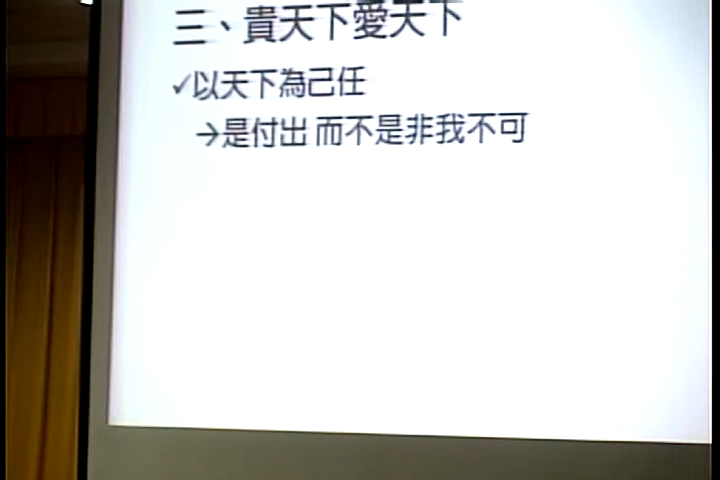 三、貴天下愛天下
✓以天下為己任
→是付出 而不是非我不可